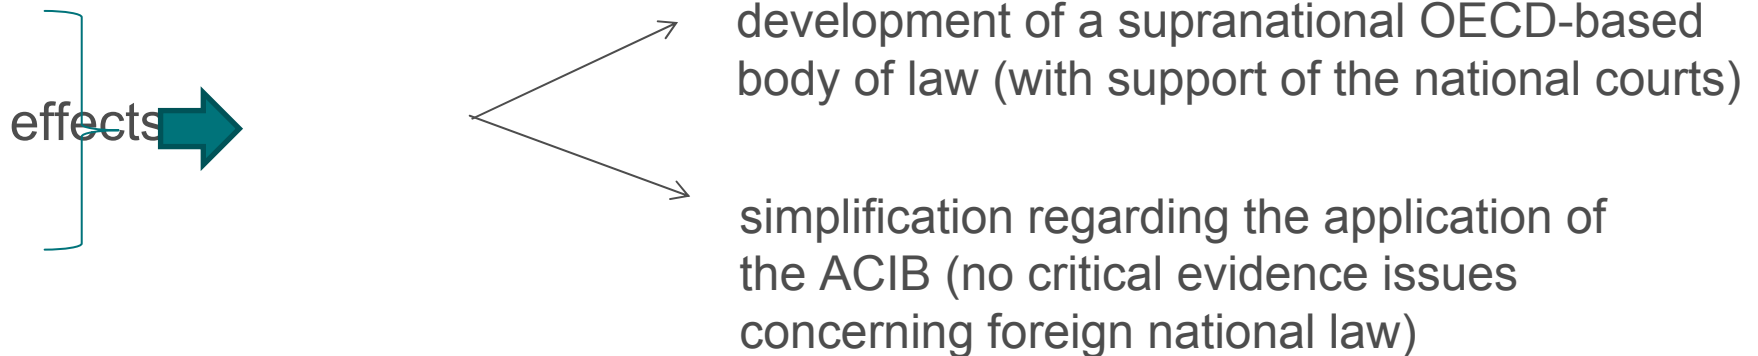 development of a supranational OECD-based
body of law (with support of the national courts)
effects
simplification regarding the application of
the ACIB (no critical evidence issues
concerning foreign national law)